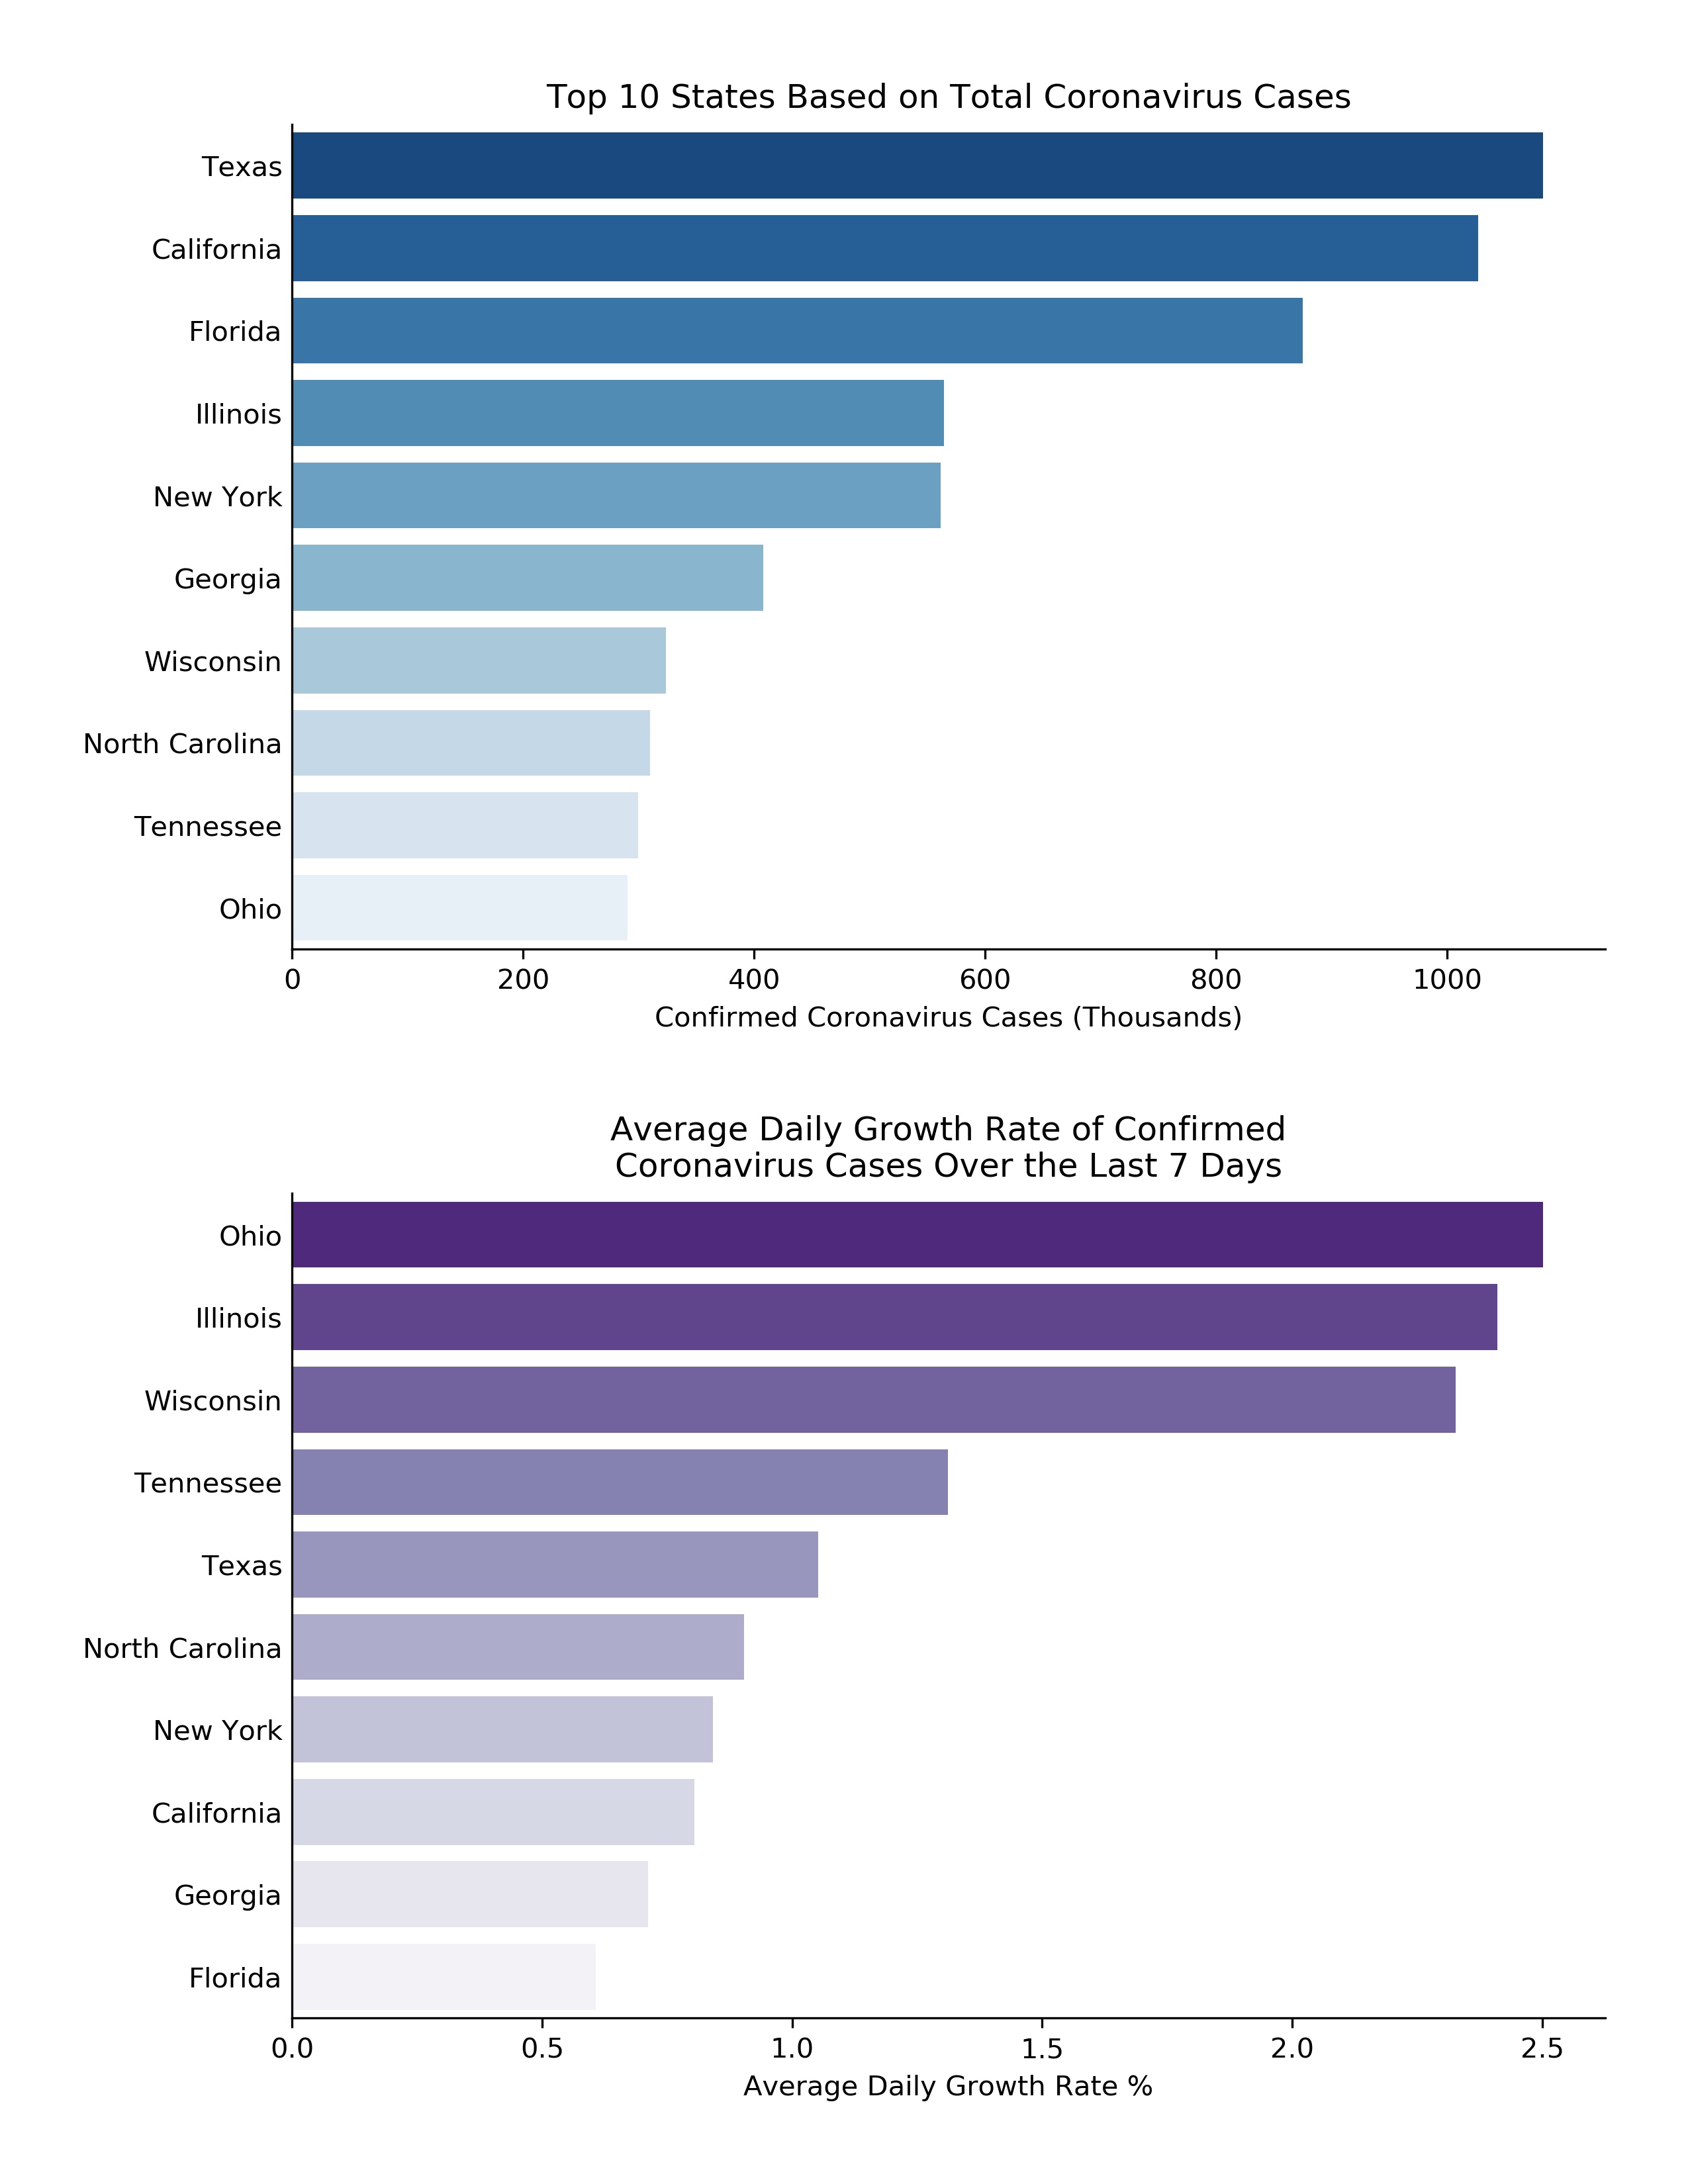 Top 10 States Based on Total Coronavirus Cases
Texas
California
Florida
Illinois
New York
Georgia
Wisconsin
North Carolina
Tennessee
Ohio
0 200 400 600 800 1000
Confirmed Coronavirus Cases (Thousands)
Average Daily Growth Rate of Confirmed
Coronavirus Cases Over the Last 7 Days
Ohio
Illinois
Wisconsin
Tennessee
Texas
North Carolina
New York
California
Georgia
Florida
0.0 0.5 1.0 1.5 2.0 2.5
Average Daily Growth Rate %